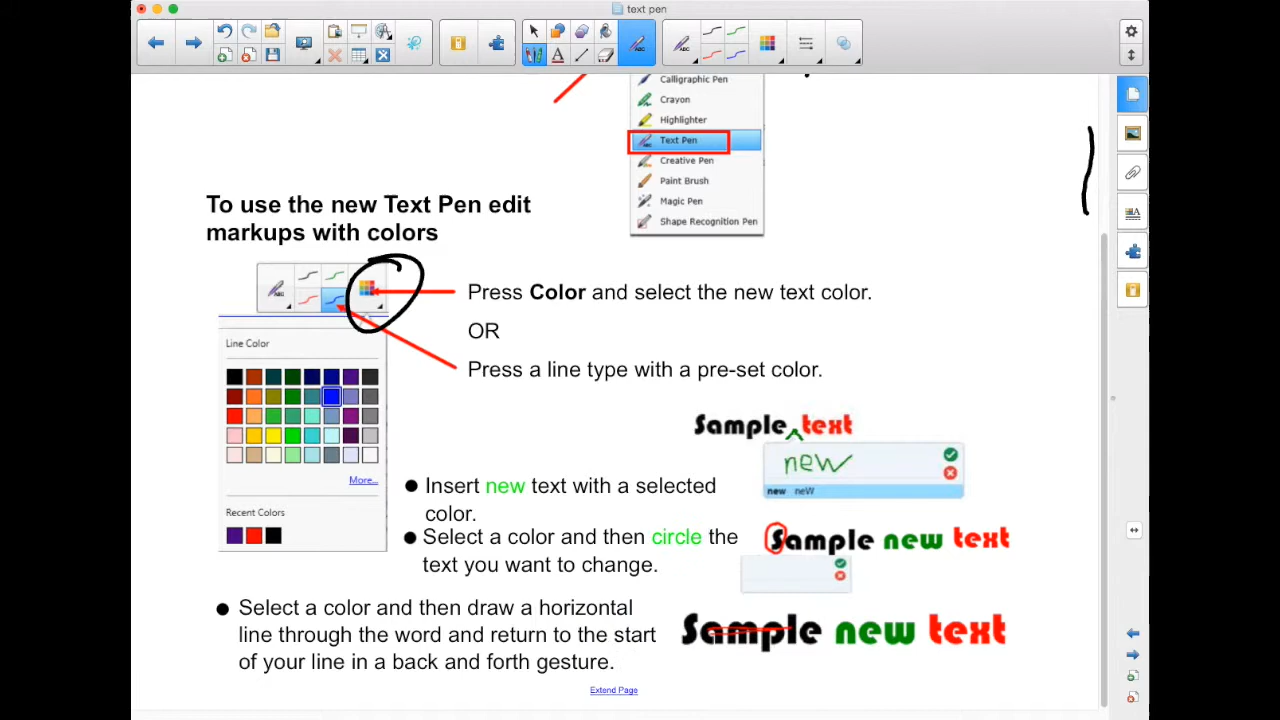 text pen
Calligraphic Pen
Crayon
Highlighter
Text Pen
Creative Pen
Paint Brush
Magic Pen
Shape Recognition Pen
To use the new Text Pen edit
markups with colors
Press Color and select the new text color.
OR
Press a line type with a pre-set color.
Line Color
More...
Recent Colors
Sample text
new
new neW
Insert new text with a selected
color.
Select a color and then circle the
text you want to change.
Sample new text
Select a color and then draw a horizontal
line through the word and return to the start
of your line in a back and forth gesture.
Sample new text
Extend Page